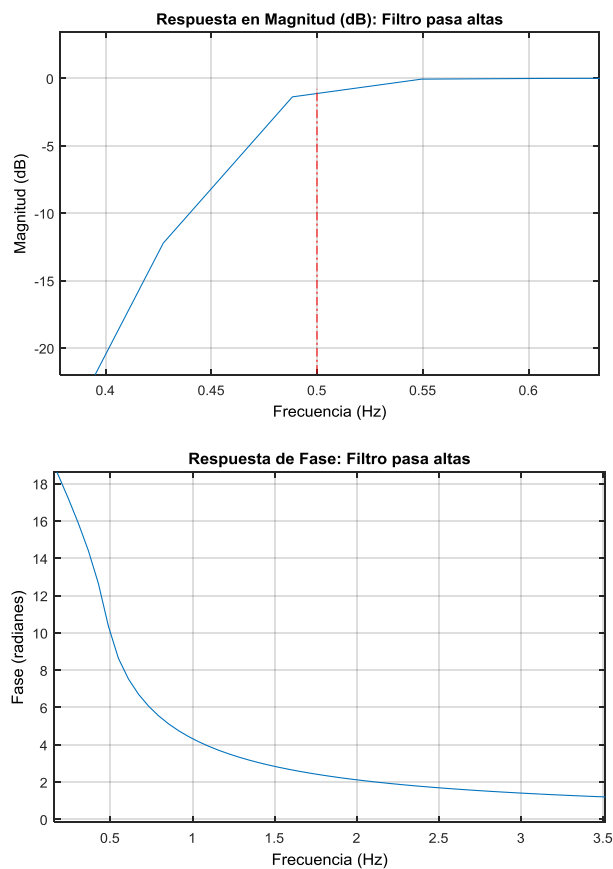 Respuesta en Magnitud (dB): Filtro pasa altas
0
-5
-10
-15
-20
Magnitud (dB)
0.4 0.45 0.5 0.55 0.6
Frecuencia (Hz)
Respuesta de Fase: Filtro pasa altas
18
16
14
12
10
8
6
4
2
0
Fase (radianes)
0.5 1 1.5 2 2.5 3 3.5
Frecuencia (Hz)